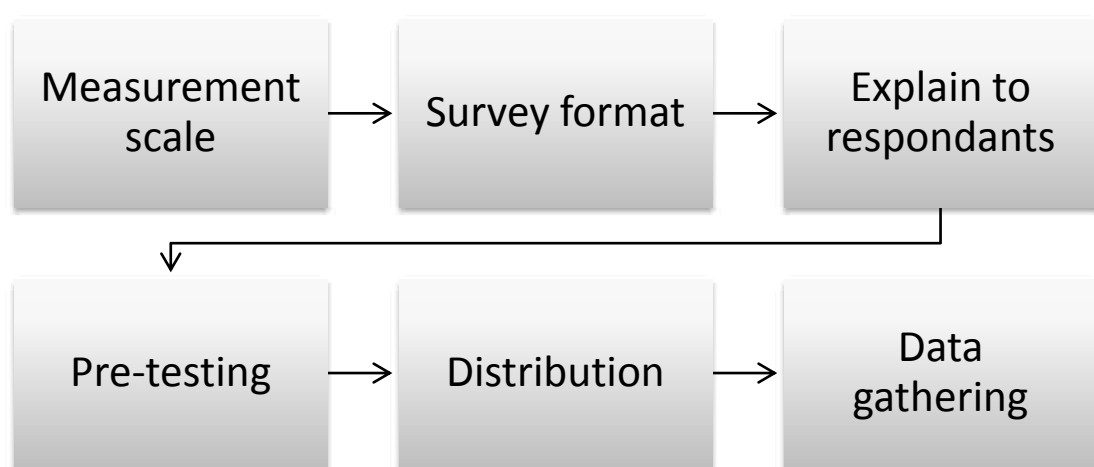 Measurement
scale
Survey format
Explain to
respondants
Pre-testing
Distribution
Data
gathering